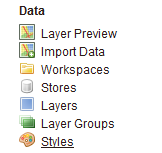 Data
Layer Preview
Import Data
Workspaces
Stores
Layers
Layer Groups
Styles